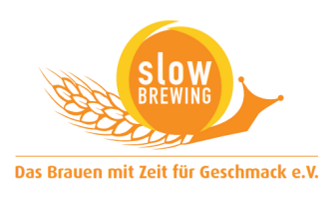 slow
BREWING
Das Brauen mit Zeit für Geschmack e.V.